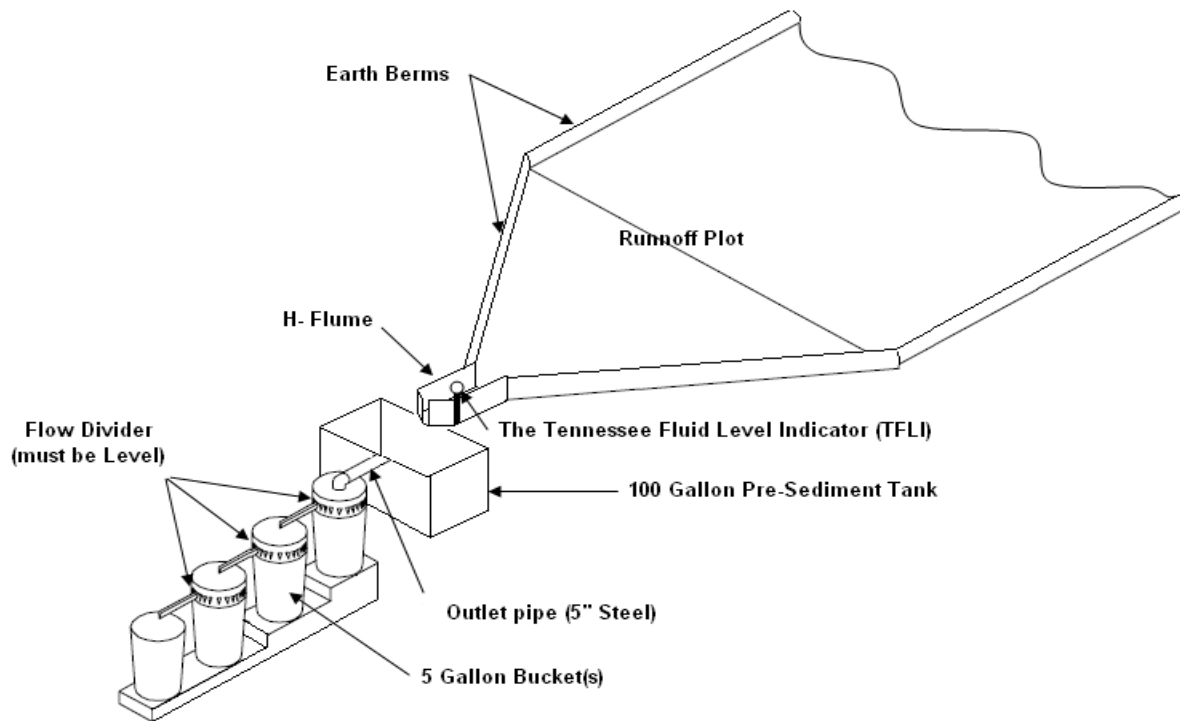 Earth Berms
Runnoff Plot
H- Flume
The Tennessee Fluid Level Indicator (TFLI)
Flow Divider
(must be Level)
100 Gallon Pre-Sediment Tank
Outlet pipe (5" Steel)
5 Gallon Bucket(s)